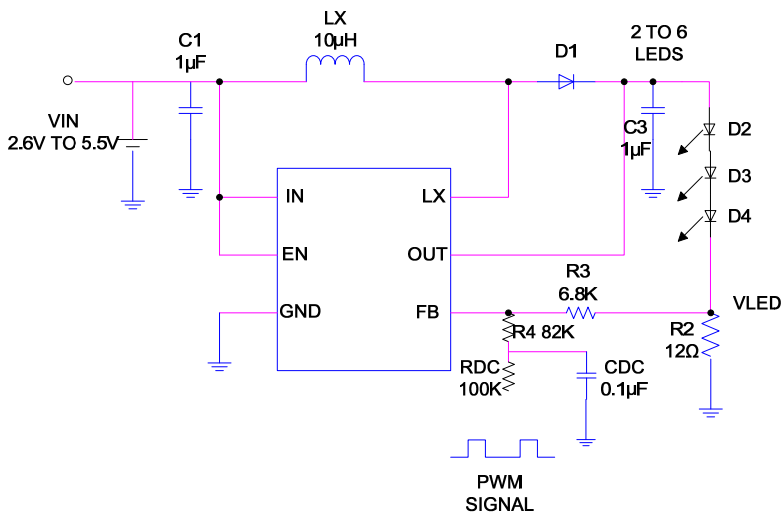 LX
10µH
C1
1µF
D1
2 TO 6
LEDS
VIN
2.6V TO 5.5V
C3
1µF
D2
D3
D4
IN
LX
EN
OUT
GND
FB
R3
6.8K
VLED
R4 82K
R2
12Ω
RDC
100K
CDC
0.1µF
PWM
SIGNAL